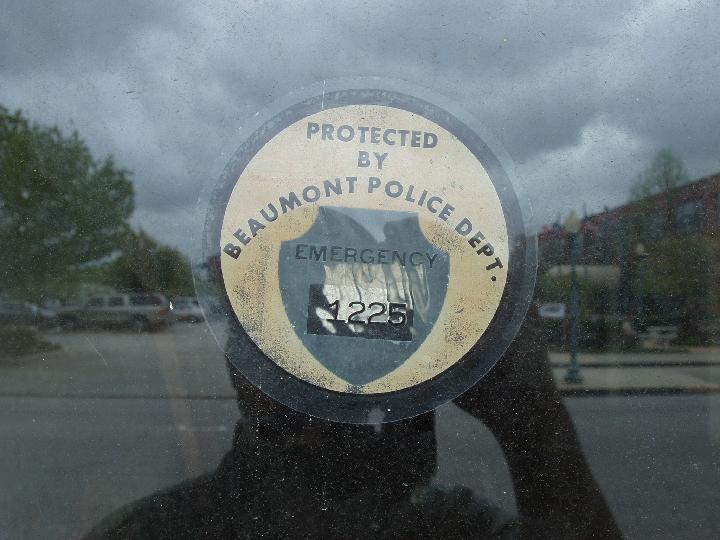 PROTECTED
BY
BEAUMONT POLICE DEPT.
EMERGENCY
1225